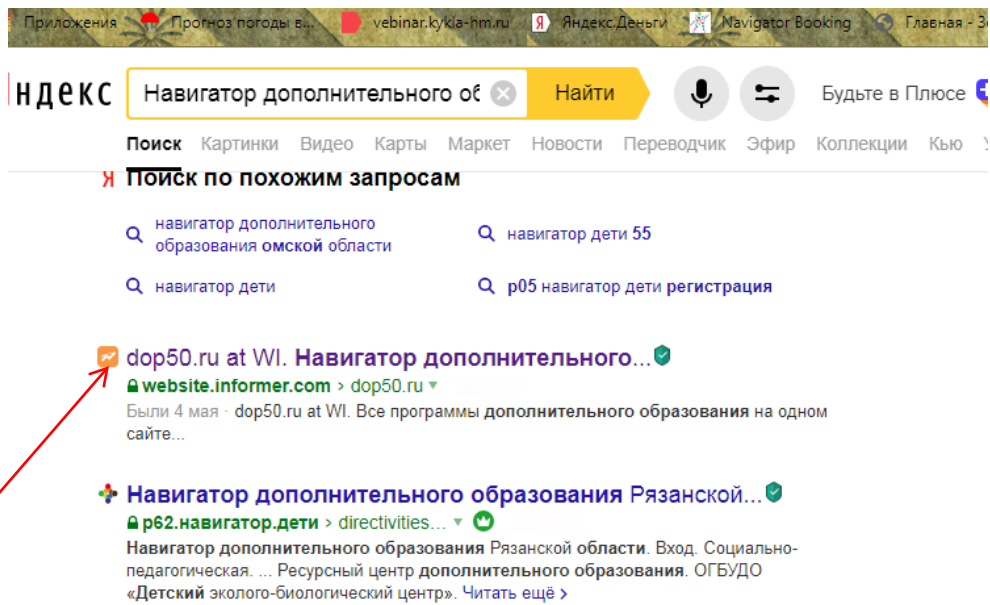 Приложения Прогноз погоды в... vebinar.kykla-hm.ru Я Яндекс.Деньги Navigator Booking Главная - З
ндекс Навигатор дополнительного об Найти Будьте в Плюсе
Поиск Картинки Видео Карты Маркет Новости Переводчик Эфир Коллекции Кью
Я Поиск по похожим запросам
навигатор дополнительного образования омской области
навигатор дети 55
навигатор дети
р05 навигатор дети регистрация
dop50.ru at WI. Навигатор дополнительного...
website.informer.com › dop50.ru
Были 4 мая · dop50.ru at WI. Все программы дополнительного образования на одном
сайте...
Навигатор дополнительного образования Рязанской...
р62.навигатор.дети › directivities...
Навигатор дополнительного образования Рязанской области. Вход. Социально-
педагогическая. ... Ресурсный центр дополнительного образования. ОГБУДО
«Детский эколого-биологический центр». Читать ещё ›